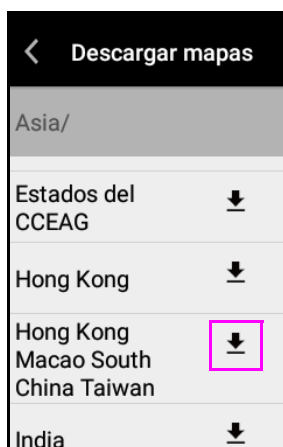 Descargar mapas
Asia/
Estados del
CCEAG
Hong Kong
Hong Kong
Macao South
China Taiwan
India